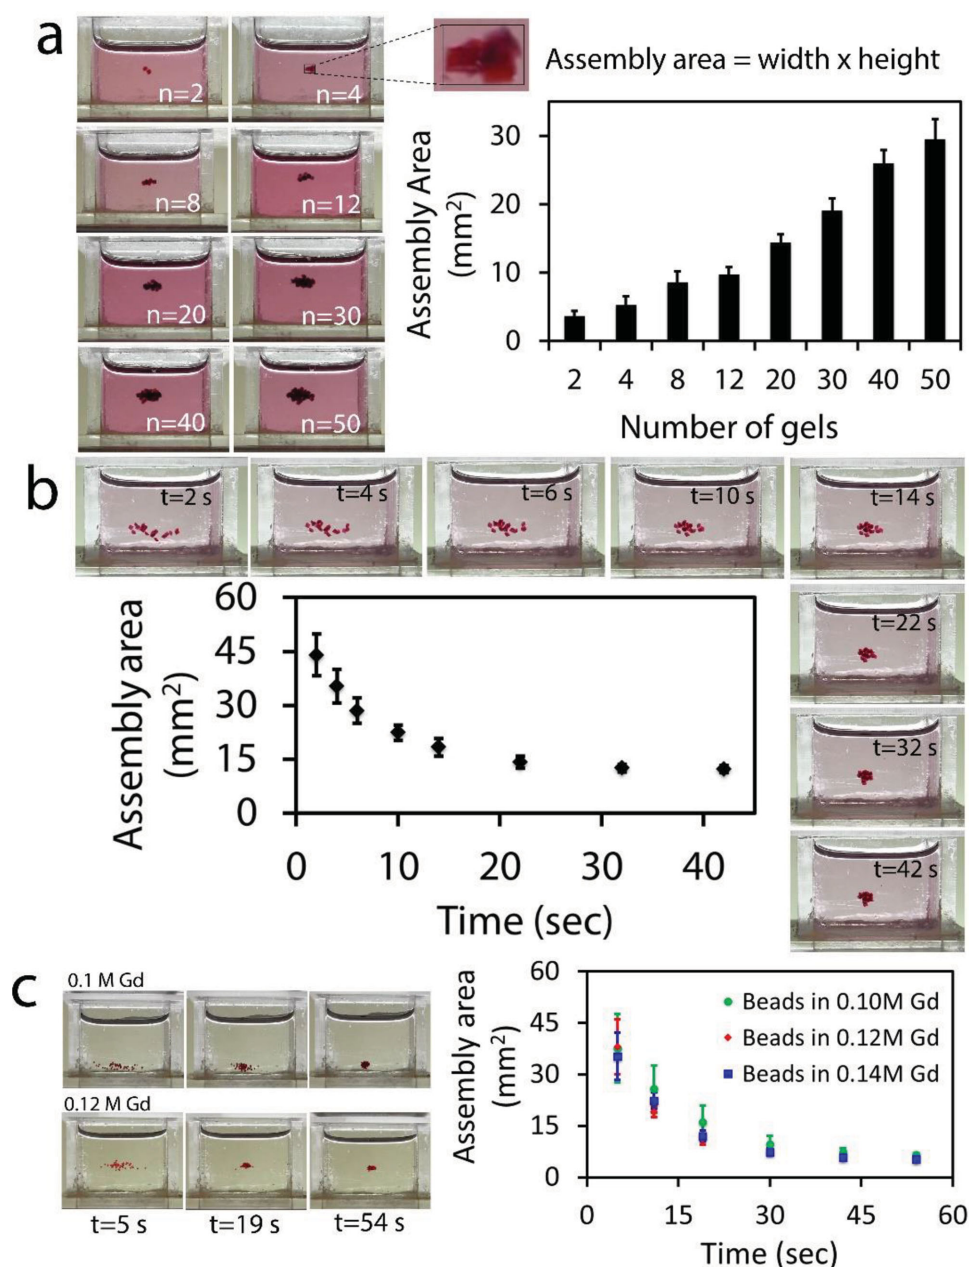 a
n=2
n=4
n=8
n=12
n=20
n=30
n=40
n=50
Assembly area = width x height
Assembly Area
(mm²)
30
20
10
0
2 4 8 12 20 30 40 50
Number of gels
b
t=2 s
t=4 s
t=6 s
t=10 s
t=14 s
t=22 s
t=32 s
t=42 s
Assembly area
(mm²)
60
45
30
15
0
0 10 20 30 40
Time (sec)
c
0.1 M Gd
0.12 M Gd
t=5 s
t=19 s
t=54 s
Assembly area
(mm²)
60
45
30
15
0
Beads in 0.10M Gd
Beads in 0.12M Gd
Beads in 0.14M Gd
0 15 30 45 60
Time (sec)